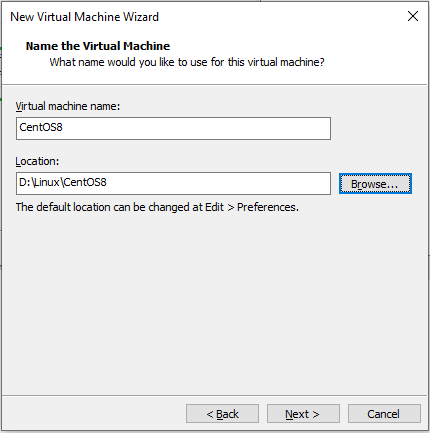 New Virtual Machine Wizard
Name the Virtual Machine
What name would you like to use for this virtual machine?
Virtual machine name:
CentOS8
Location:
D:\Linux\CentOS8
Browse...
The default location can be changed at Edit > Preferences.
< Back
Next >
Cancel